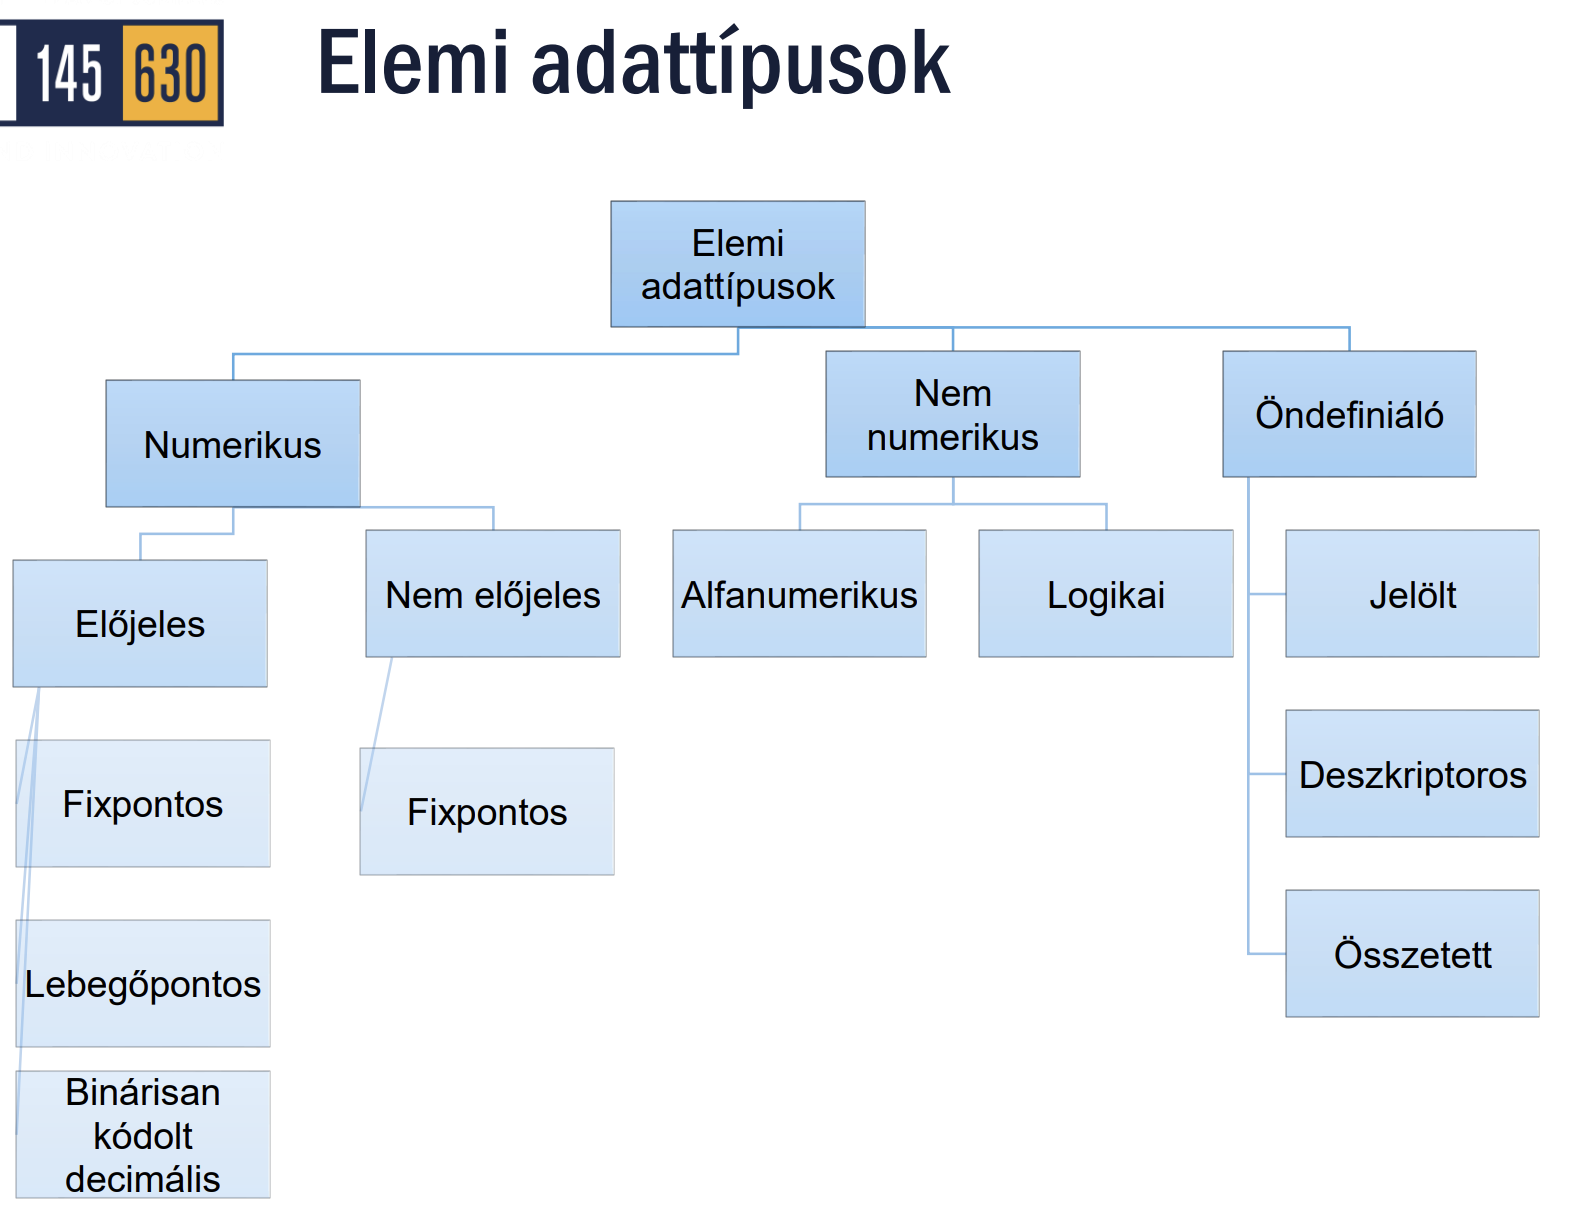 145 630
Elemi adattípusok
Elemi
adattípusok
Numerikus
Nem
numerikus
Öndefiniáló
Előjeles
Nem előjeles
Alfanumerikus
Logikai
Jelölt
Fixpontos
Fixpontos
Deszkriptoros
Lebegőpontos
Összetett
Binárisan
kódolt
decimális